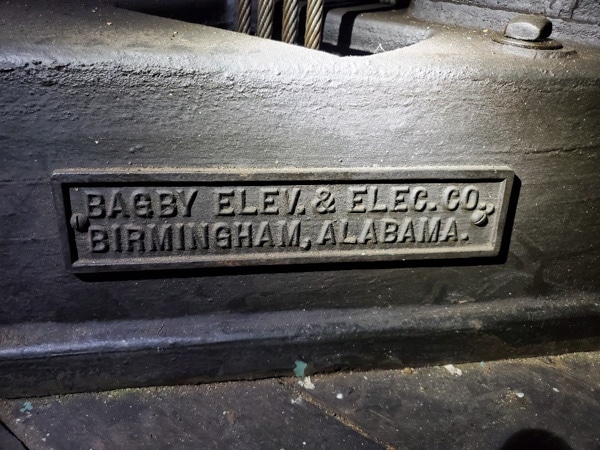 BAGBY ELEV. & ELEC. CO.
BIRMINGHAM, ALABAMA.